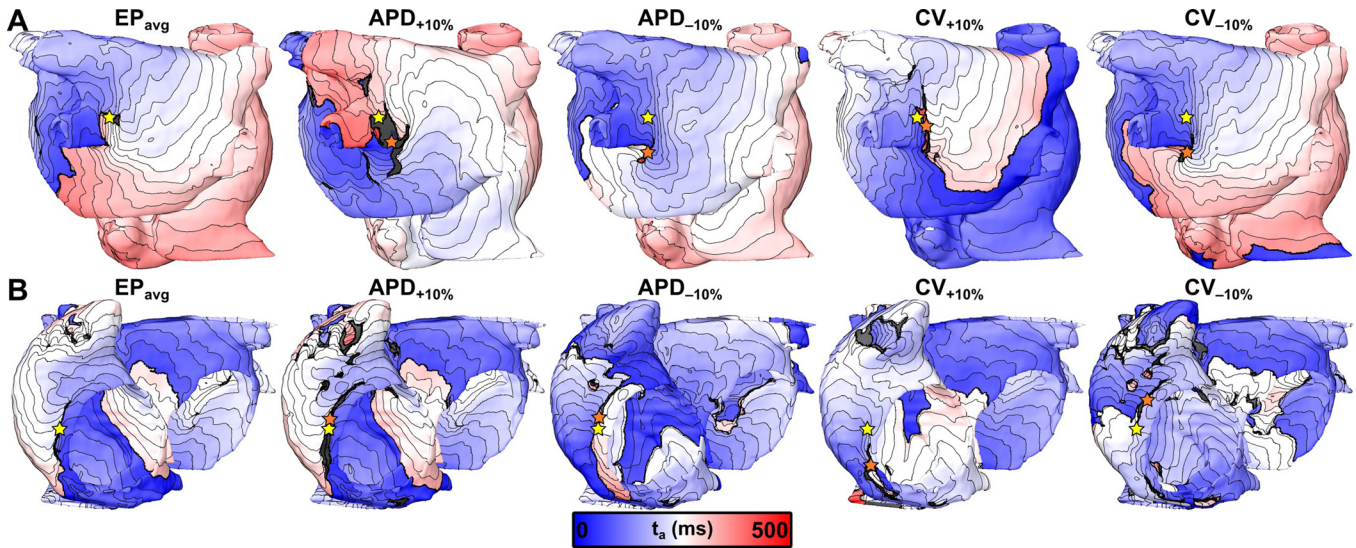 A
EPavg
APD+10%
APD–10%
CV+10%
CV–10%
B
EPavg
APD+10%
APD–10%
CV+10%
CV–10%
0 ta (ms) 500